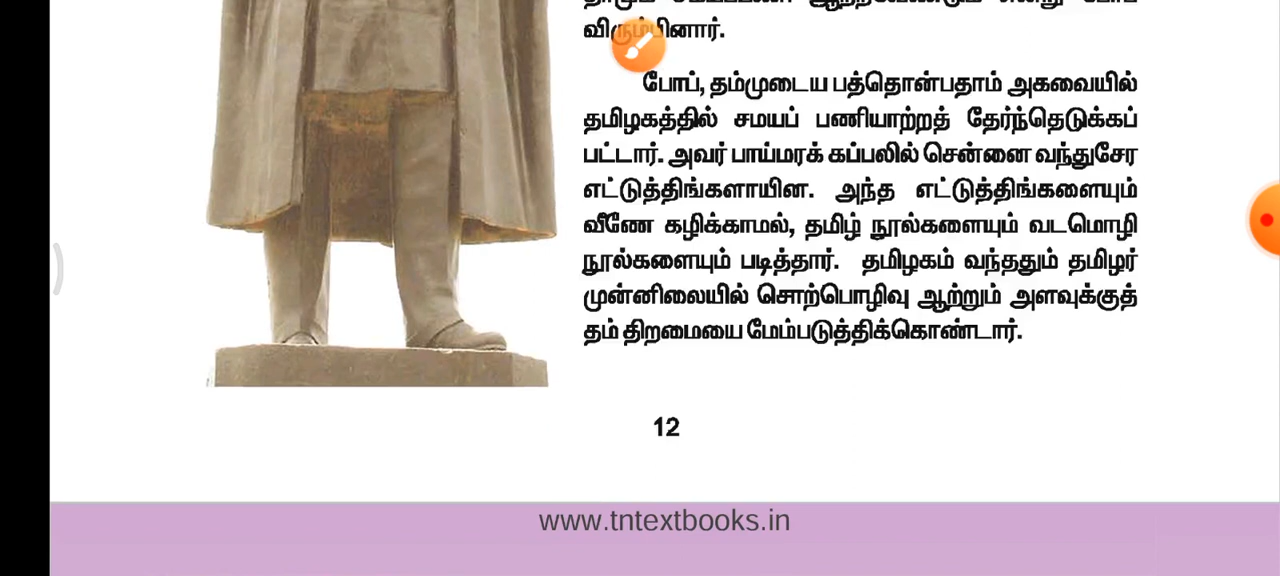 விரும்பினார்.
போப், தம்முடைய பத்தொன்பதாம் அகவையில்
தமிழகத்தில் சமயப் பணியாற்றத் தேர்ந்தெடுக்கப்
பட்டார். அவர் பாய்மரக் கப்பலில் சென்னை வந்துசேர
எட்டுத்திங்களாயின. அந்த எட்டுத்திங்களையும்
வீணே கழிக்காமல், தமிழ் நூல்களையும் வடமொழி
நூல்களையும் படித்தார். தமிழகம் வந்ததும் தமிழர்
முன்னிலையில் சொற்பொழிவு ஆற்றும் அளவுக்குத்
தம் திறமையை மேம்படுத்திக்கொண்டார்.
12
www.tntextbooks.in